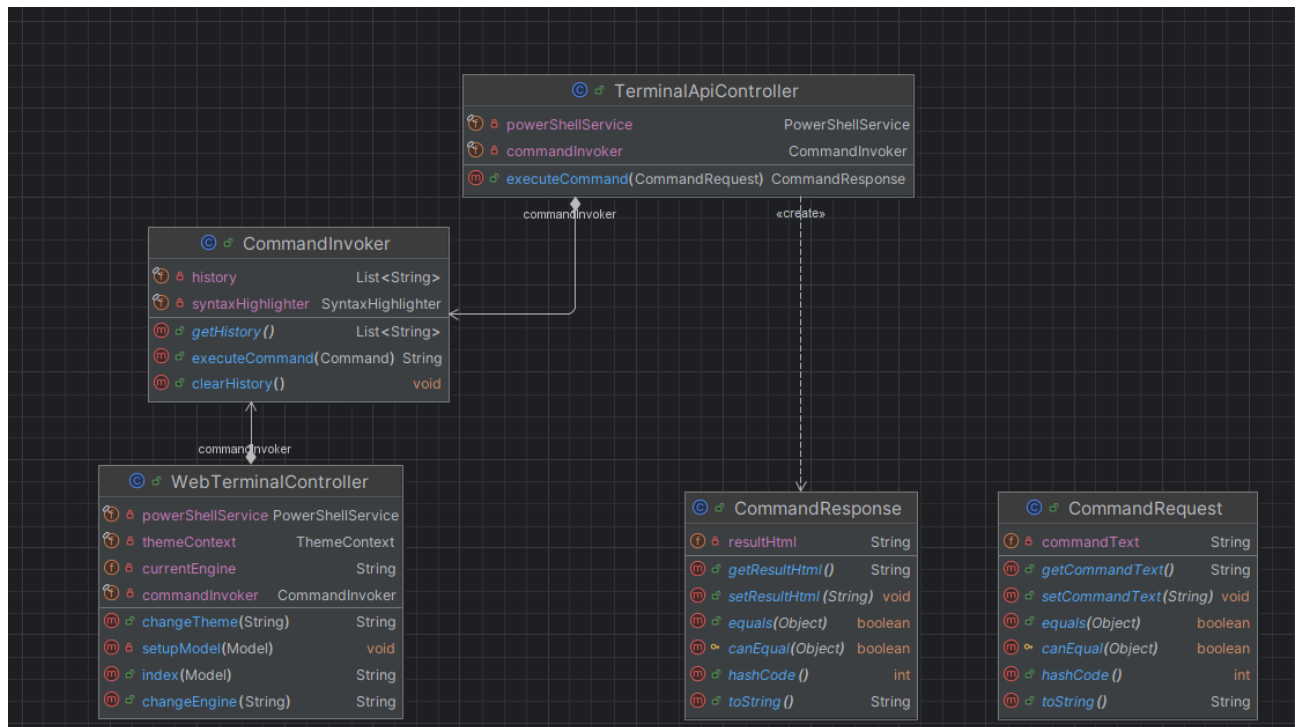 TerminalApiController
powerShellService PowerShellService
commandInvoker CommandInvoker
executeCommand(CommandRequest) CommandResponse
commandInvoker
«create»
CommandInvoker
history List<String>
syntaxHighlighter SyntaxHighlighter
getHistory() List<String>
executeCommand(Command) String
clearHistory() void
commandInvoker
WebTerminalController
powerShellService PowerShellService
themeContext ThemeContext
currentEngine String
commandInvoker CommandInvoker
changeTheme(String) String
setupModel(Model) void
index(Model) String
changeEngine(String) String
CommandResponse
resultHtml String
getResultHtml() String
setResultHtml(String) void
equals(Object) boolean
canEqual(Object) boolean
hashCode() int
toString() String
CommandRequest
commandText String
getCommandText() String
setCommandText(String) void
equals(Object) boolean
canEqual(Object) boolean
hashCode() int
toString() String